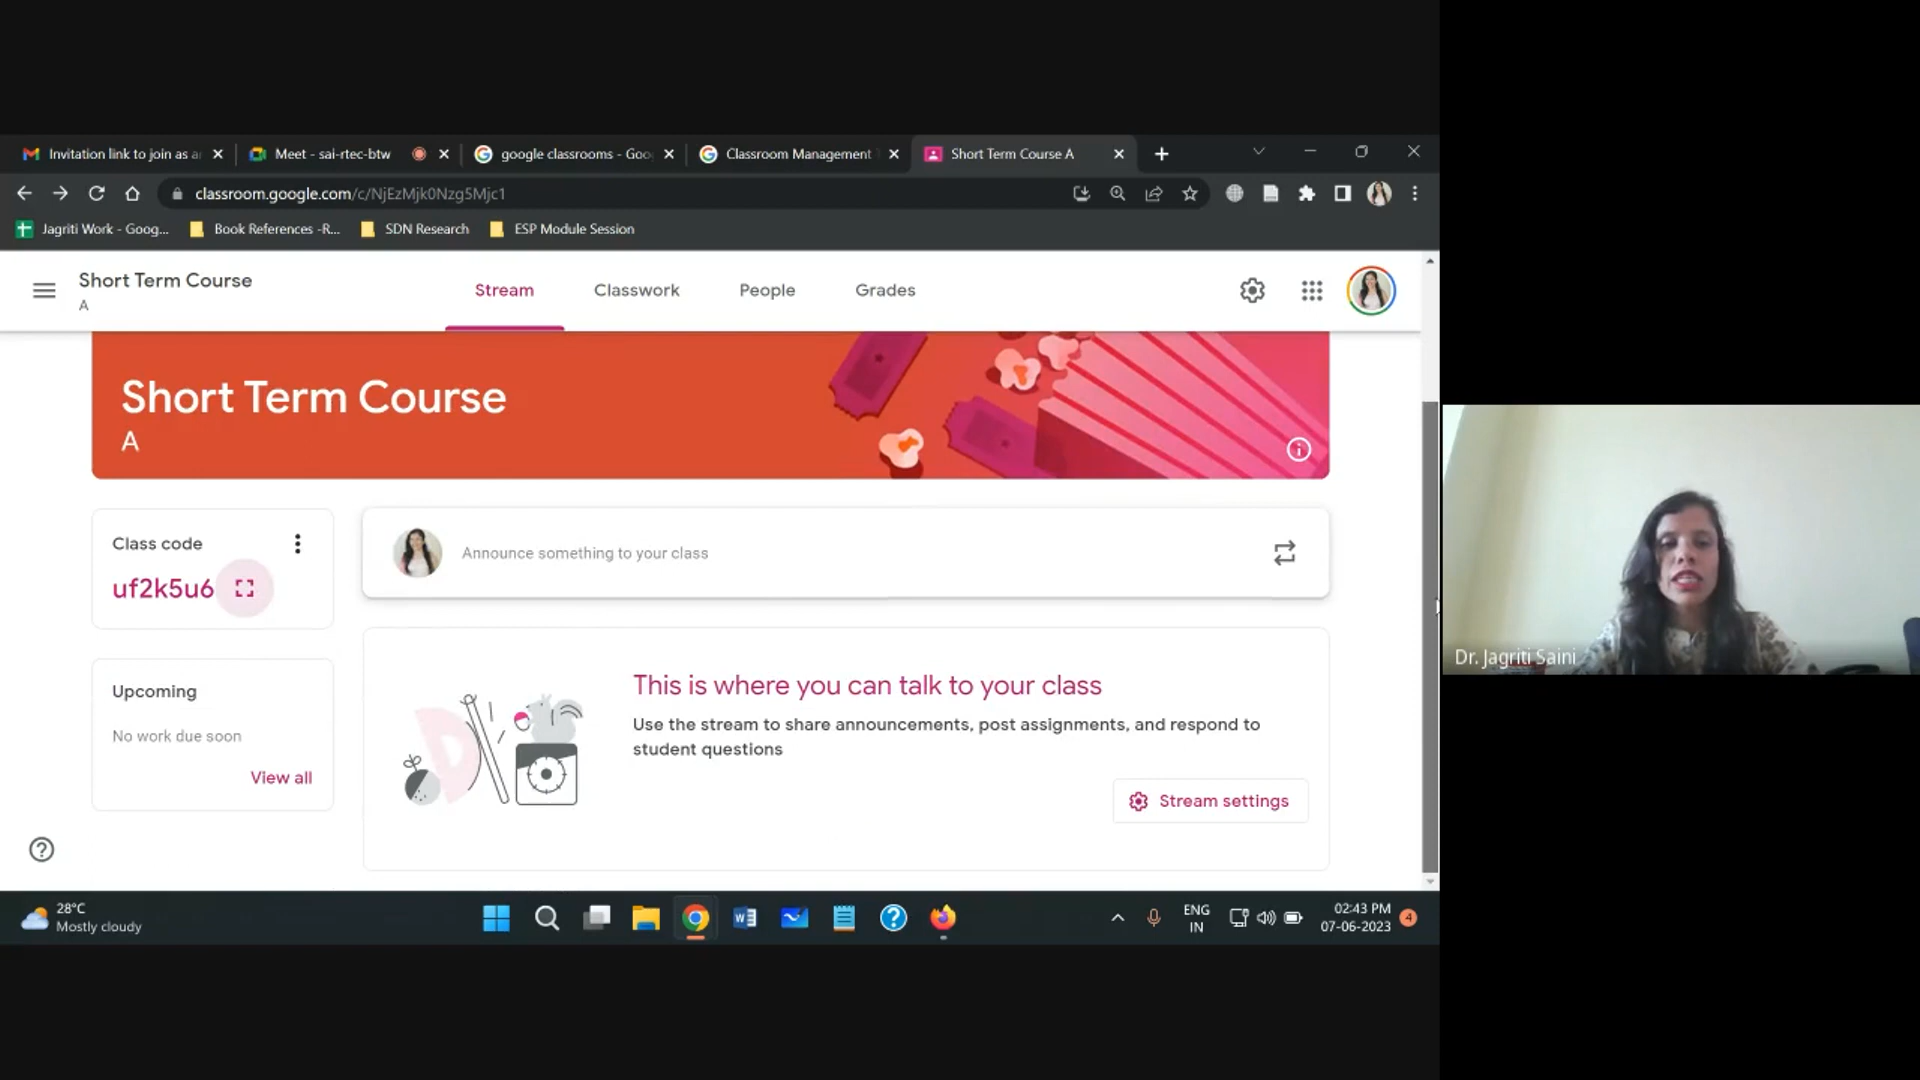 Invitation link to join as a
Meet - sai-rtec-btw
google classrooms - Goo
Classroom Management
Short Term Course A
classroom.google.com/c/NjEzMjk0Nzg5Mjc1
Jagriti Work - Goog...
Book References -R...
SDN Research
ESP Module Session
Short Term Course
A
Stream
Classwork
People
Grades
Short Term Course
A
Class code
uf2k5u6
Announce something to your class
Upcoming
No work due soon
View all
This is where you can talk to your class
Use the stream to share announcements, post assignments, and respond to
student questions
Stream settings
Dr. Jagriti Saini
28°C
Mostly cloudy
ENG
IN
02:43 PM
07-06-2023
4